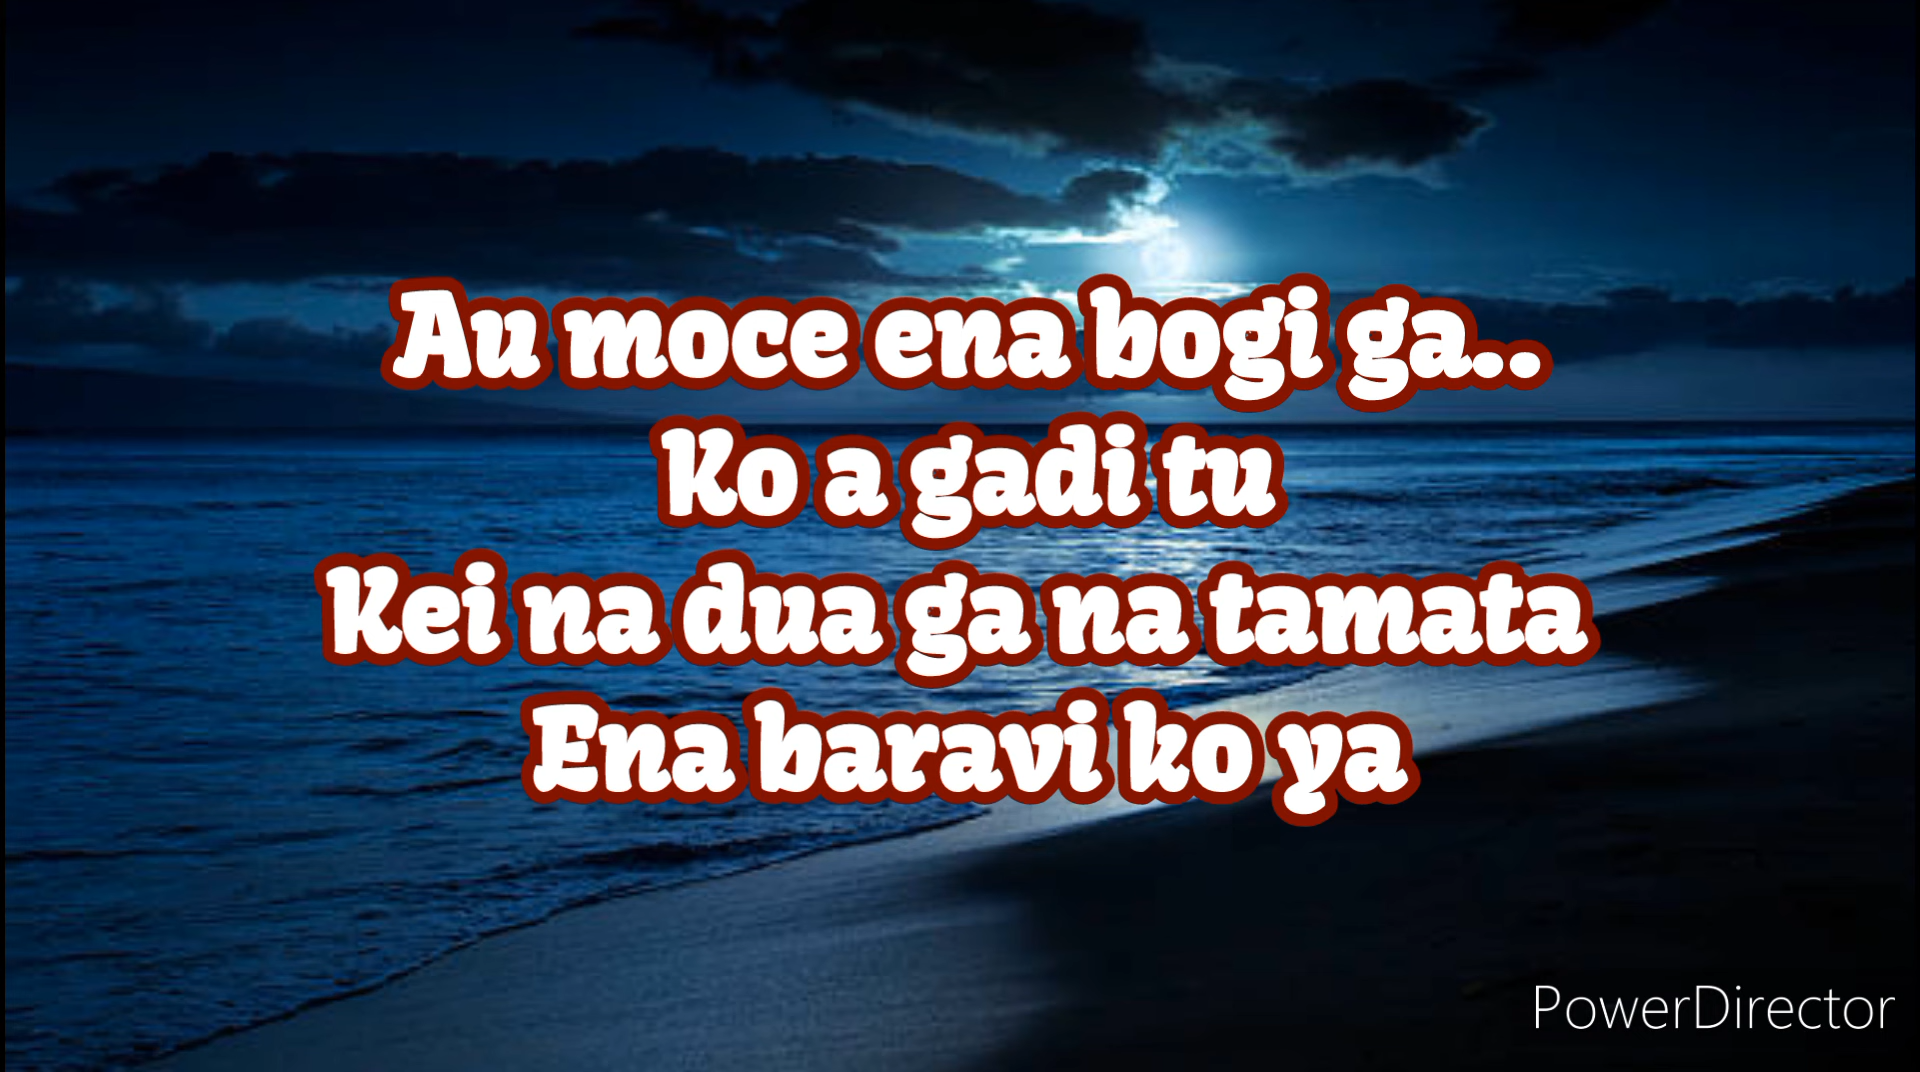 Au moce ena bogi ga..
Ko a gadi tu
Kei na dua ga na tamata
Ena baravi ko ya
PowerDirector